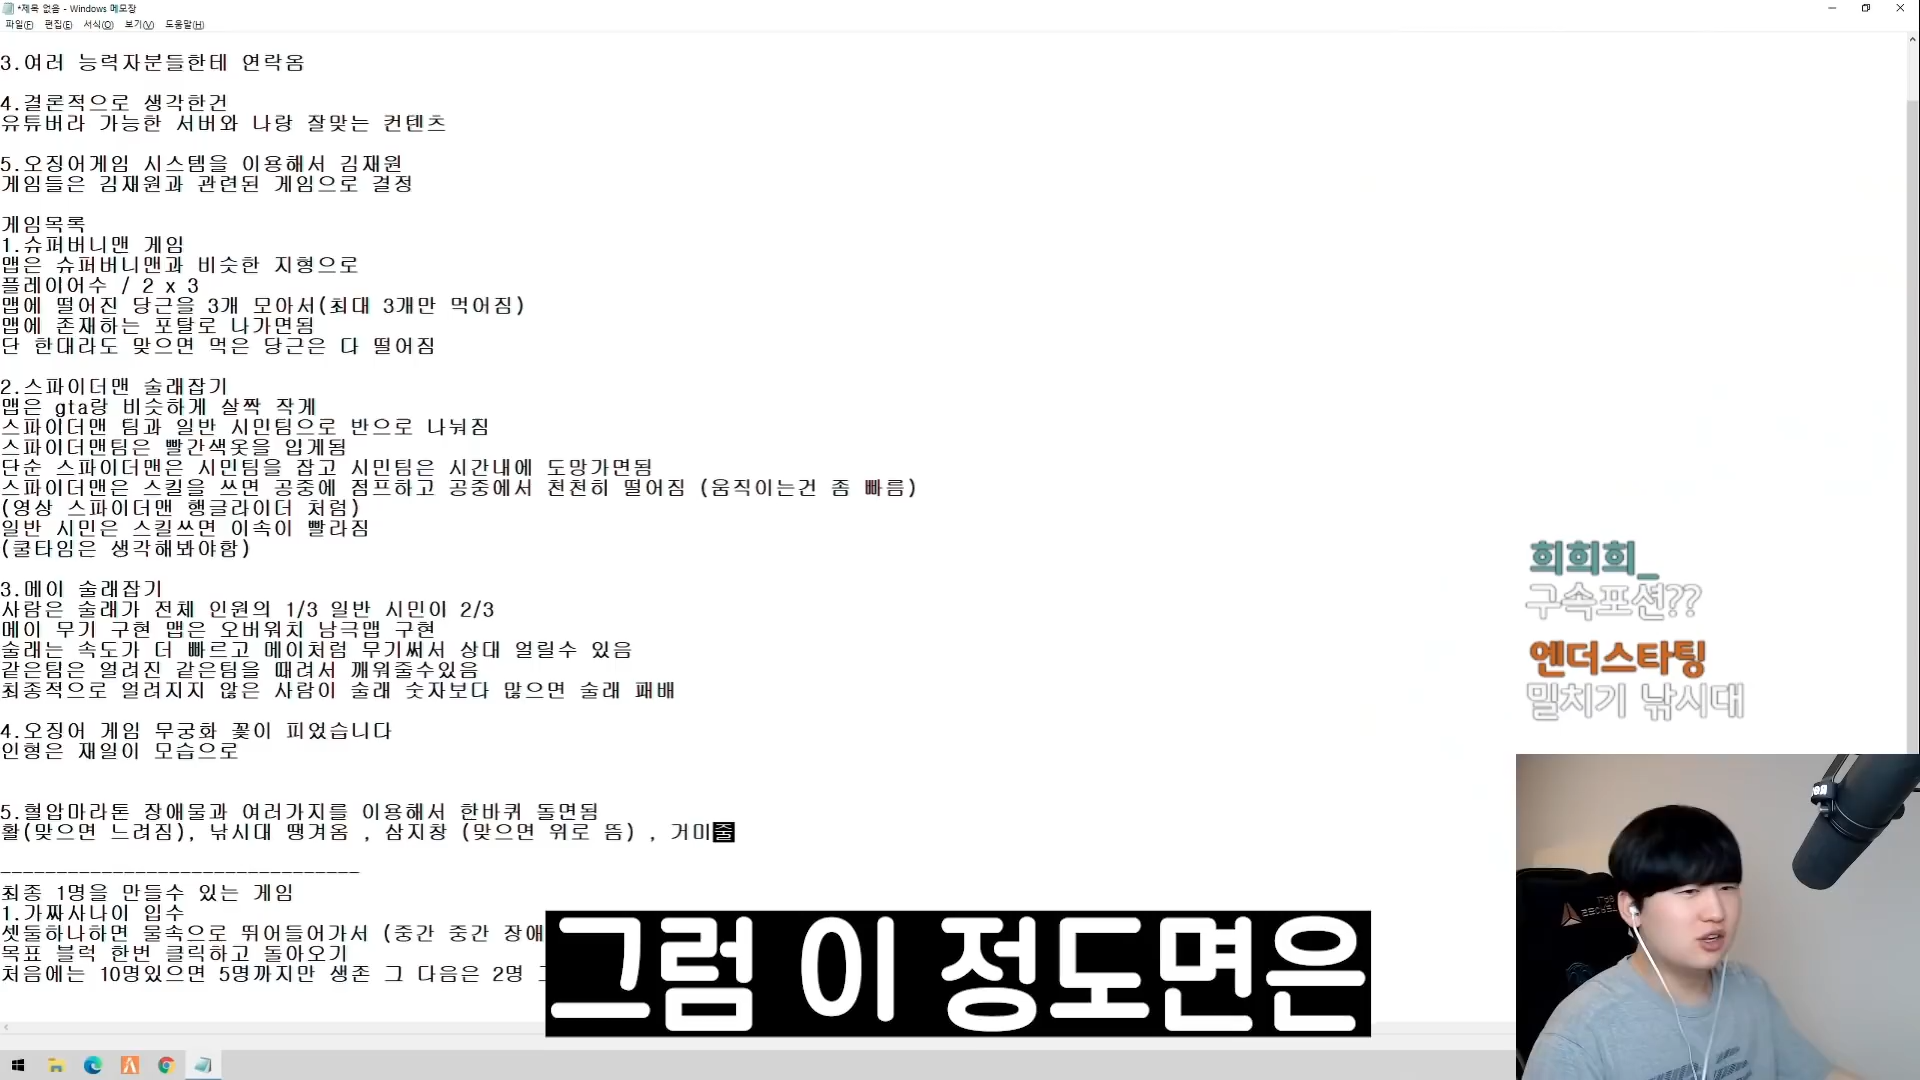 *제목 없음 - Windows 메모장
파일(F) 편집(E) 서식(O) 보기(V) 도움말(H)
3.여러 능력자분들한테 연락옴
4.결론적으로 생각한건
유튜버라 가능한 서버와 나랑 잘맞는 컨텐츠
5.오징어게임 시스템을 이용해서 김재원
게임들은 김재원과 관련된 게임으로 결정
게임목록
1.슈퍼버니맨 게임
맵은 슈퍼버니맨과 비슷한 지형으로
플레이어수 / 2 x 3
맵에 떨어진 당근을 3개 모아서(최대 3개만 먹어짐)
맵에 존재하는 포탈로 나가면됨
단 한대라도 맞으면 먹은 당근은 다 떨어짐
2.스파이더맨 술래잡기
맵은 gta랑 비슷하게 살짝 작게
스파이더맨 팀과 일반 시민팀으로 반으로 나눠짐
스파이더맨팀은 빨간색옷을 입게됨
단순 스파이더맨은 시민팀을 잡고 시민팀은 시간내에 도망가면됨
스파이더맨은 스킬을 쓰면 공중에 점프하고 공중에서 천천히 떨어짐 (움직이는건 좀 빠름)
(영상 스파이더맨 행글라이더 처럼)
일반 시민은 스킬쓰면 이속이 빨라짐
(쿨타임은 생각해봐야함)
3.메이 술래잡기
사람은 술래가 전체 인원의 1/3 일반 시민이 2/3
메이 무기 구현 맵은 오버워치 남극맵 구현
술래는 속도가 더 빠르고 메이처럼 무기써서 상대 얼릴수 있음
같은팀은 얼려진 같은팀을 때려서 깨워줄수있음
최종적으로 얼려지지 않은 사람이 술래 숫자보다 많으면 술래 패배
4.오징어 게임 무궁화 꽃이 피었습니다
인형은 재일이 모습으로
5.혈압마라톤 장애물과 여러가지를 이용해서 한바퀴 돌면됨
활(맞으면 느려짐), 낚시대 땡겨옴 , 삼지창 (맞으면 위로 뜸) , 거미줄
--------------------------------
최종 1명을 만들수 있는 게임
1.가짜사나이 입수
셋둘하나하면 물속으로 뛰어들어가서 (중간 중간 장애
목표 블럭 한번 클릭하고 돌아오기
처음에는 10명있으면 5명까지만 생존 그 다음은 2명
희희희_
구속포션??
엔더스타팅
밀치기 낚시대
그럼 이 정도면은